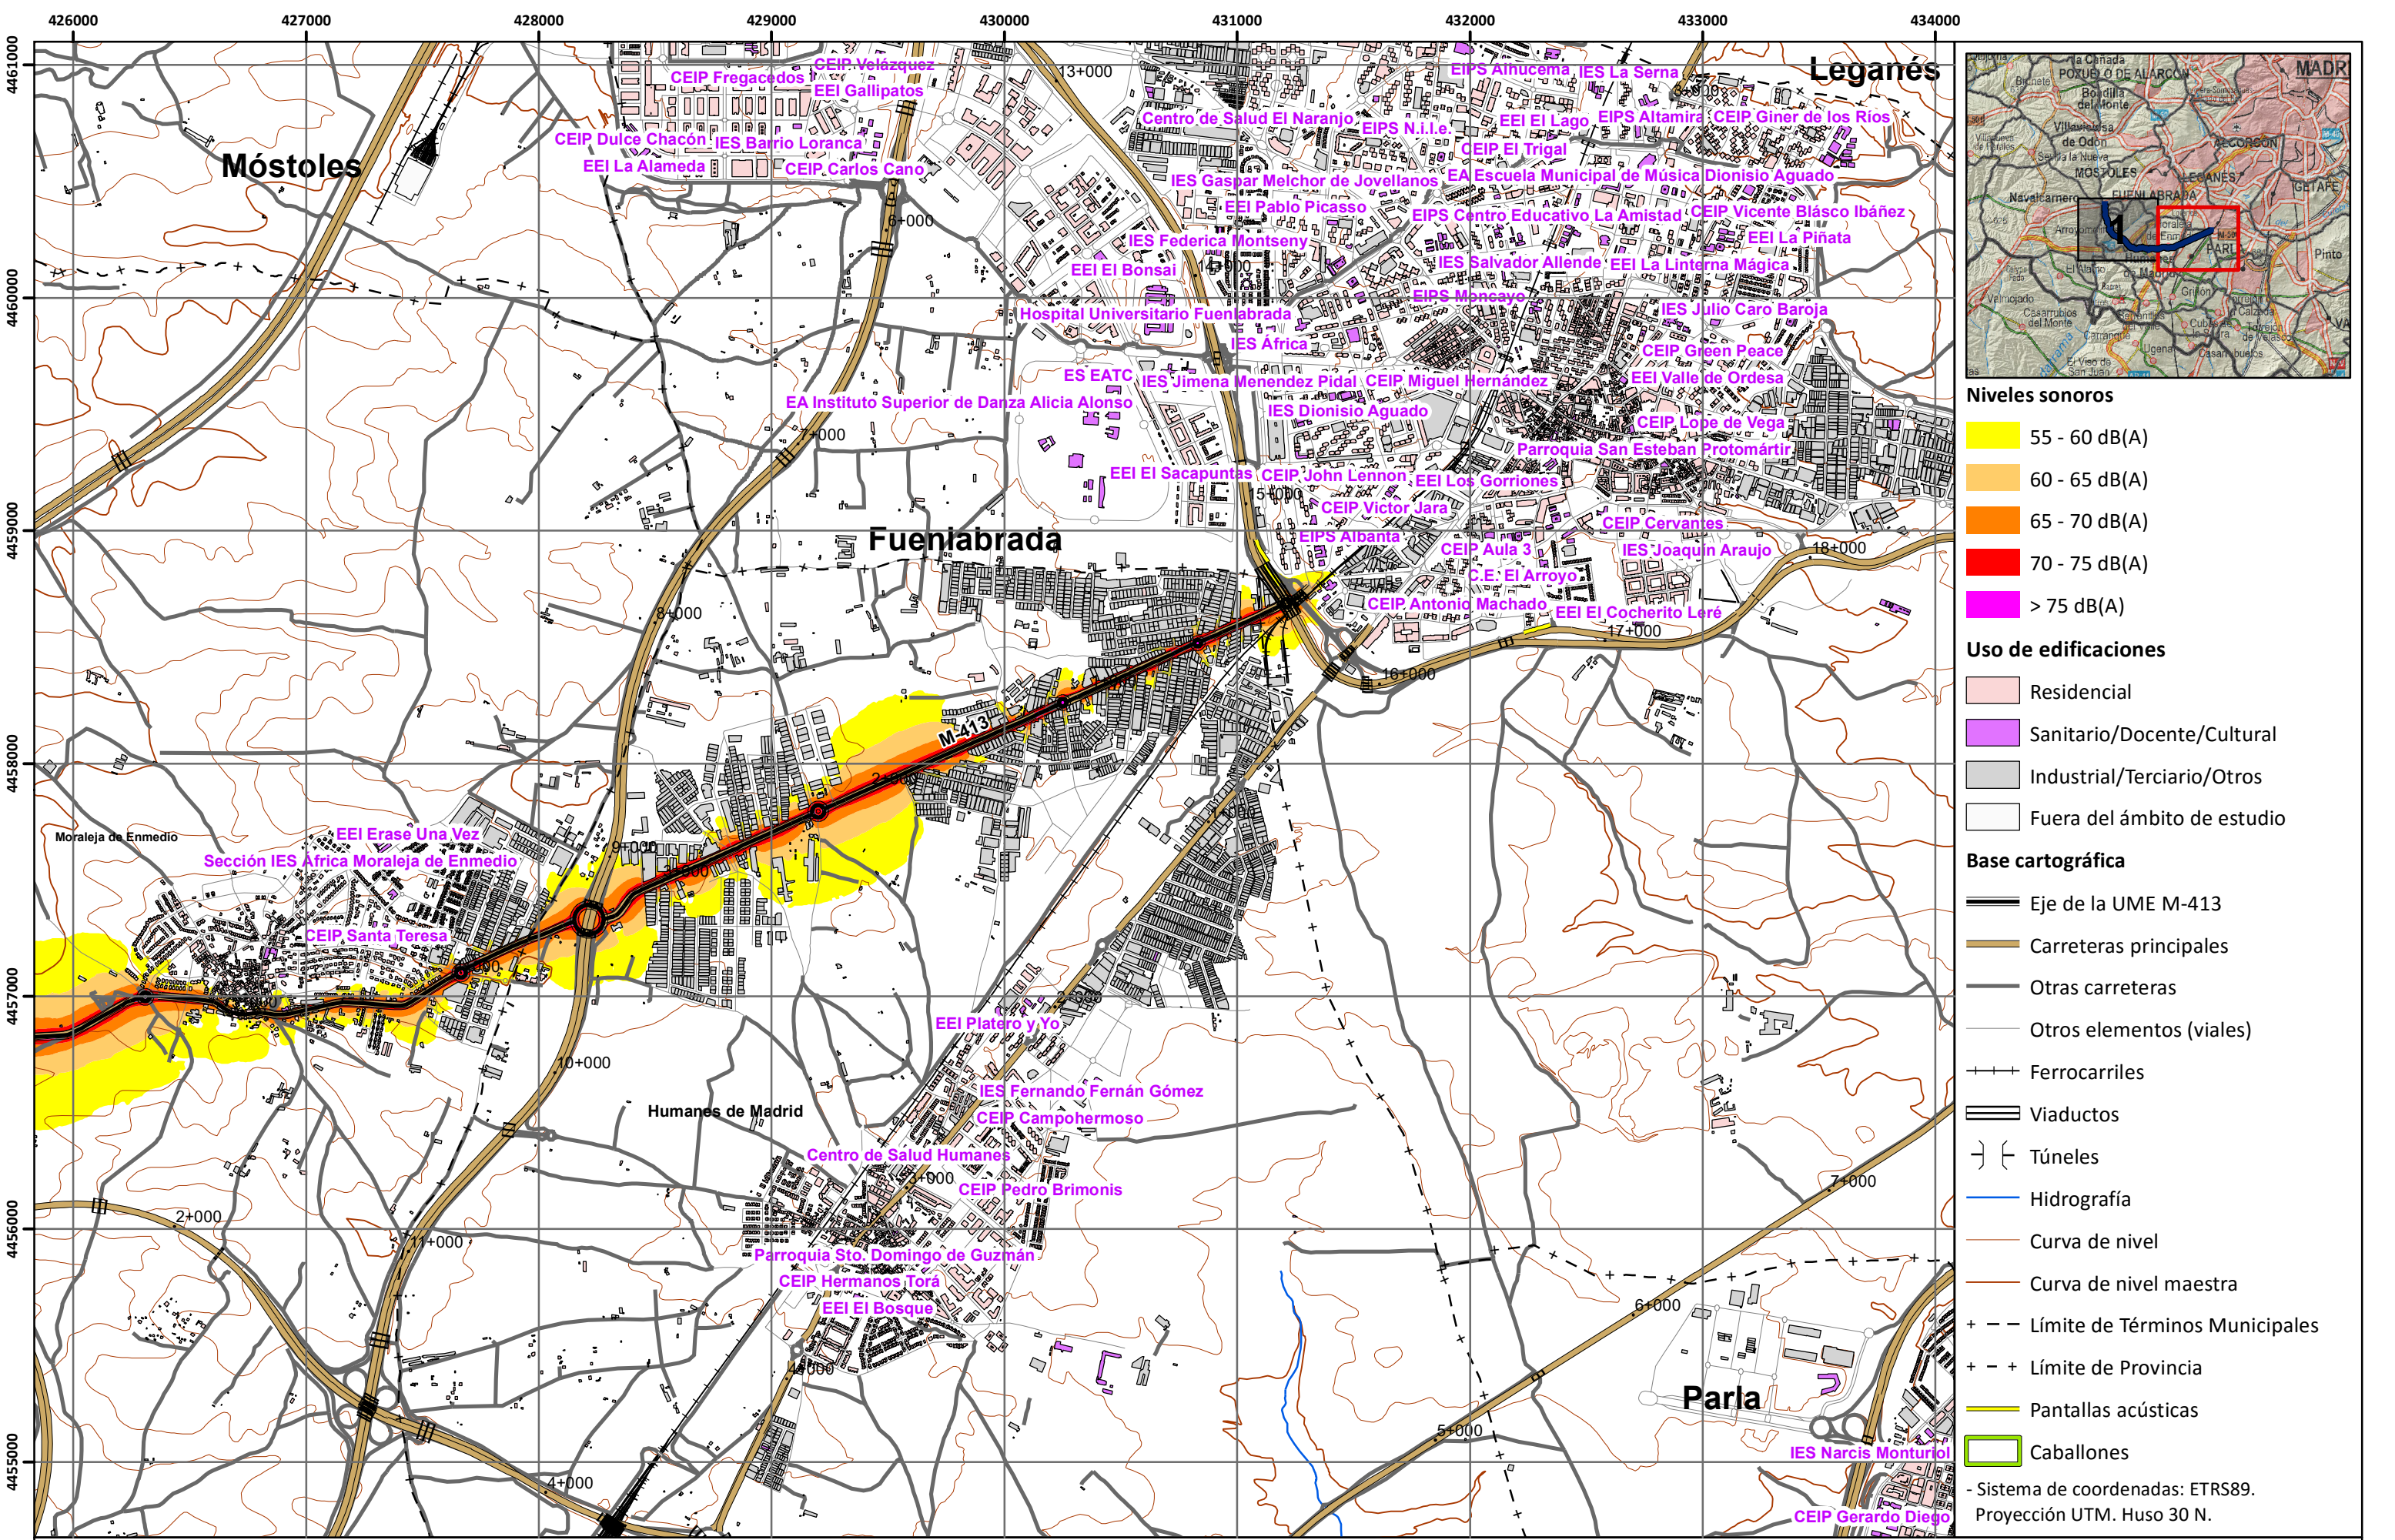 426000 427000 428000 429000 430000 431000 432000 433000 434000
4461000
4460000
4459000
4458000
4457000
4456000
4455000
Leganés
Móstoles
Fuenlabrada
Parla
Moraleja de Enmedio
Humanes de Madrid
M-413
CEIP Velázquez
CEIP Fregacedos
EEI Gallipatos
CEIP Dulce Chacón
IES Barrio Loranca
EEI La Alameda
CEIP Carlos Cano
EIPS Alhucema
IES La Serna
Centro de Salud El Naranjo
EIPS N.i.l.e.
EEI El Lago
EIPS Altamira
CEIP Giner de los Ríos
CEIP El Trigal
IES Gaspar Melchor de Jovellanos
EA Escuela Municipal de Música Dionisio Aguado
EEI Pablo Picasso
EIPS Centro Educativo La Amistad
CEIP Vicente Blásco Ibáñez
IES Federica Montseny
EEI La Piñata
EEI El Bonsai
IES Salvador Allende
EEI La Linterna Mágica
EIPS Moncayo
Hospital Universitario Fuenlabrada
IES Julio Caro Baroja
IES África
CEIP Green Peace
ES EATC
IES Jimena Menendez Pidal
CEIP Miguel Hernández
EEI Valle de Ordesa
EA Instituto Superior de Danza Alicia Alonso
IES Dionisio Aguado
CEIP Lope de Vega
Parroquia San Esteban Protomártir
EEI El Sacapuntas
CEIP John Lennon
EEI Los Gorriones
CEIP Victor Jara
CEIP Cervantes
EIPS Albanta
CEIP Aula 3
IES Joaquín Araujo
C.E. El Arroyo
CEIP Antonio Machado
EEI El Cocherito Leré
EEI Erase Una Vez
Sección IES África Moraleja de Enmedio
CEIP Santa Teresa
EEI Platero y Yo
IES Fernando Fernán Gómez
CEIP Campohermoso
Centro de Salud Humanes
CEIP Pedro Brimonis
Parroquia Sto. Domingo de Guzmán
CEIP Hermanos Torá
EEI El Bosque
IES Narcis Monturiol
CEIP Gerardo Diego
13+000
6+000
7+000
8+000
9+000
10+000
11+000
2+000
4+000
15+000
16+000
17+000
18+000
3+000
7+000
6+000
5+000
Niveles sonoros
55 - 60 dB(A)
60 - 65 dB(A)
65 - 70 dB(A)
70 - 75 dB(A)
> 75 dB(A)
Uso de edificaciones
Residencial
Sanitario/Docente/Cultural
Industrial/Terciario/Otros
Fuera del ámbito de estudio
Base cartográfica
Eje de la UME M-413
Carreteras principales
Otras carreteras
Otros elementos (viales)
Ferrocarriles
Viaductos
Túneles
Hidrografía
Curva de nivel
Curva de nivel maestra
Límite de Términos Municipales
Límite de Provincia
Pantallas acústicas
Caballones
- Sistema de coordenadas: ETRS89.
Proyección UTM. Huso 30 N.